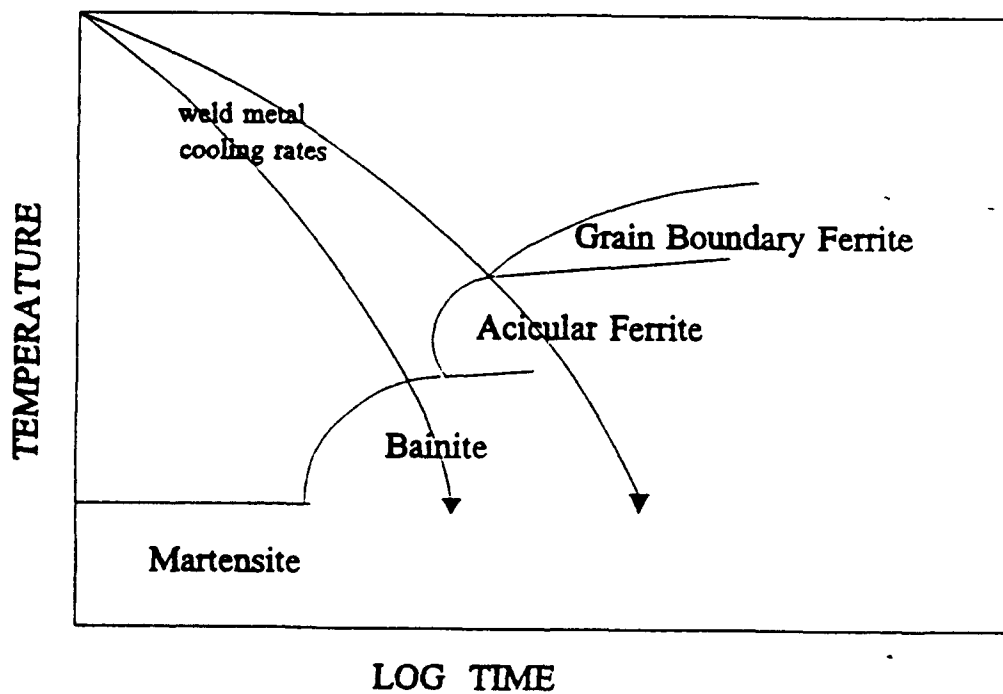 weld metal
cooling rates
Grain Boundary Ferrite
Acicular Ferrite
Bainite
Martensite
TEMPERATURE
LOG TIME